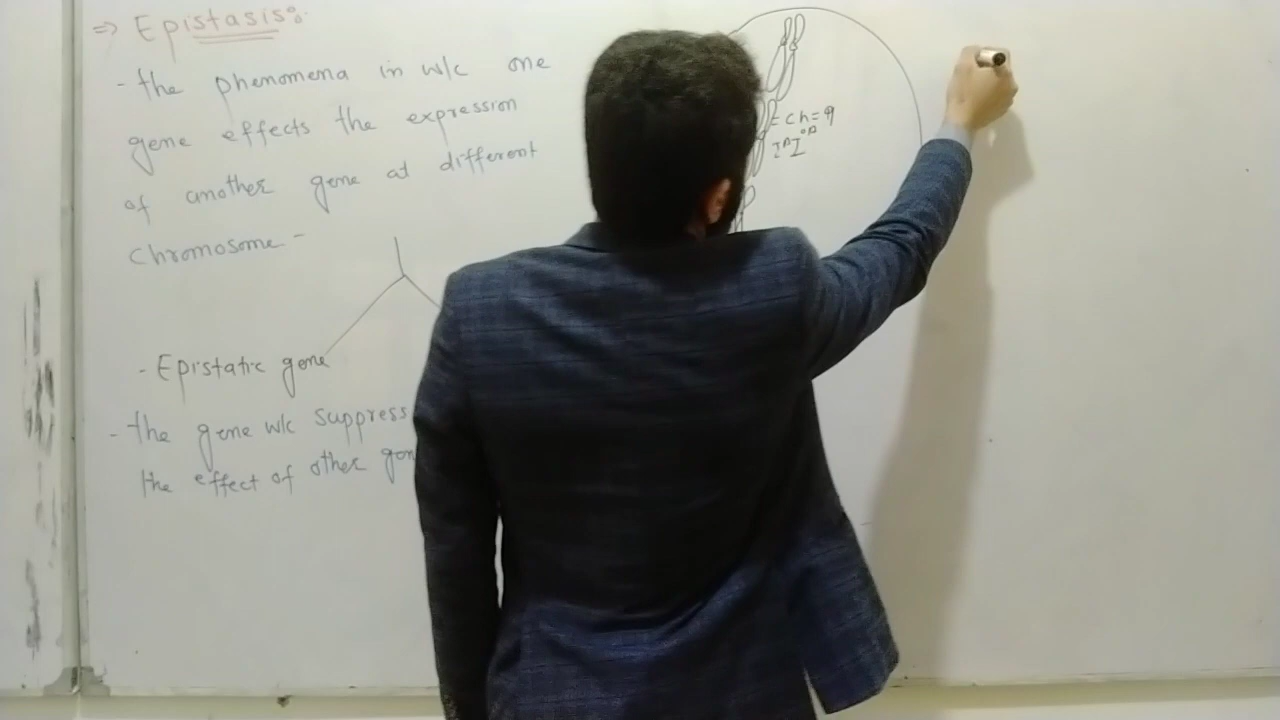 ⇒ Epistasis:
- the phenomena in w/c one
gene effects the expression
of another gene at different
chromosome -
- Epistatic gene
- the gene w/c suppress
the effect of other gen
= Ch = 9